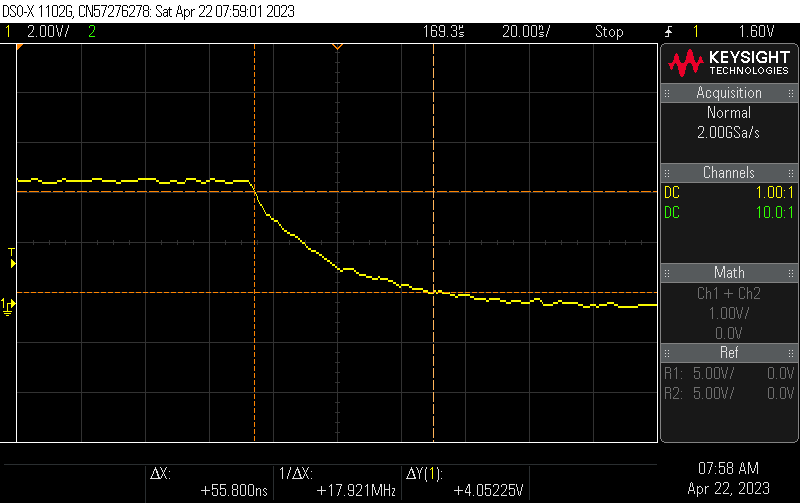 DSO-X 1102G, CN57276278: Sat Apr 22 07:59:01 2023
1 2.00V/ 2 169.3s 20.00s/ Stop 1 1.60V
KEYSIGHT
TECHNOLOGIES
Acquisition
Normal
2.00GSa/s
Channels
DC 1.00:1
DC 10.0:1
T
1
Math
Ch1 + Ch2
1.00V/
0.0V
Ref
R1: 5.00V/ 0.0V
R2: 5.00V/ 0.0V
ΔX: 1/ΔX: ΔY(1):
+55.800ns +17.921MHz +4.05225V
07:58 AM
Apr 22, 2023